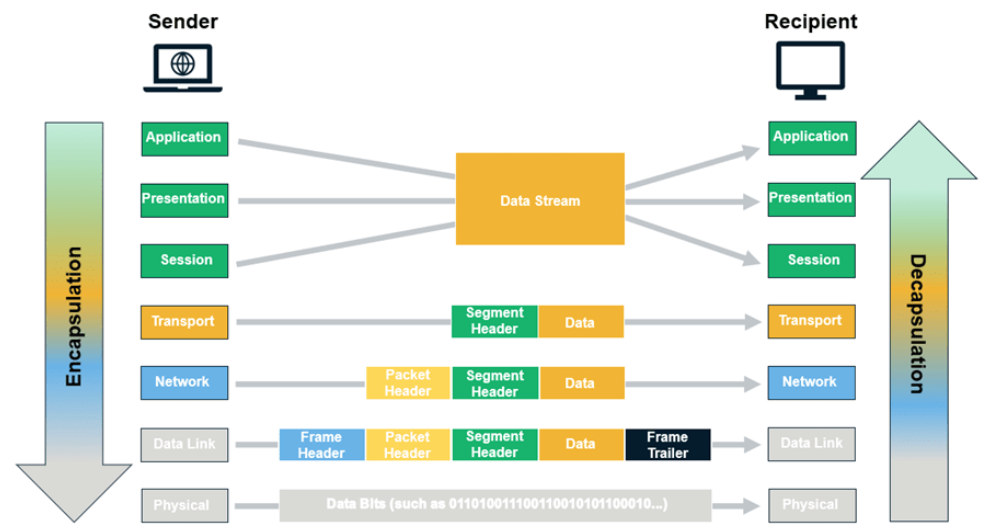 Sender
Recipient
Application
Application
Presentation
Data Stream
Presentation
Session
Session
Encapsulation
Decapsulation
Transport
Segment
Header
Data
Transport
Network
Packet
Header
Segment
Header
Data
Network
Data Link
Frame
Header
Packet
Header
Segment
Header
Data
Frame
Trailer
Data Link
Physical
Data Bits (such as 011010011100110010101100010...)
Physical